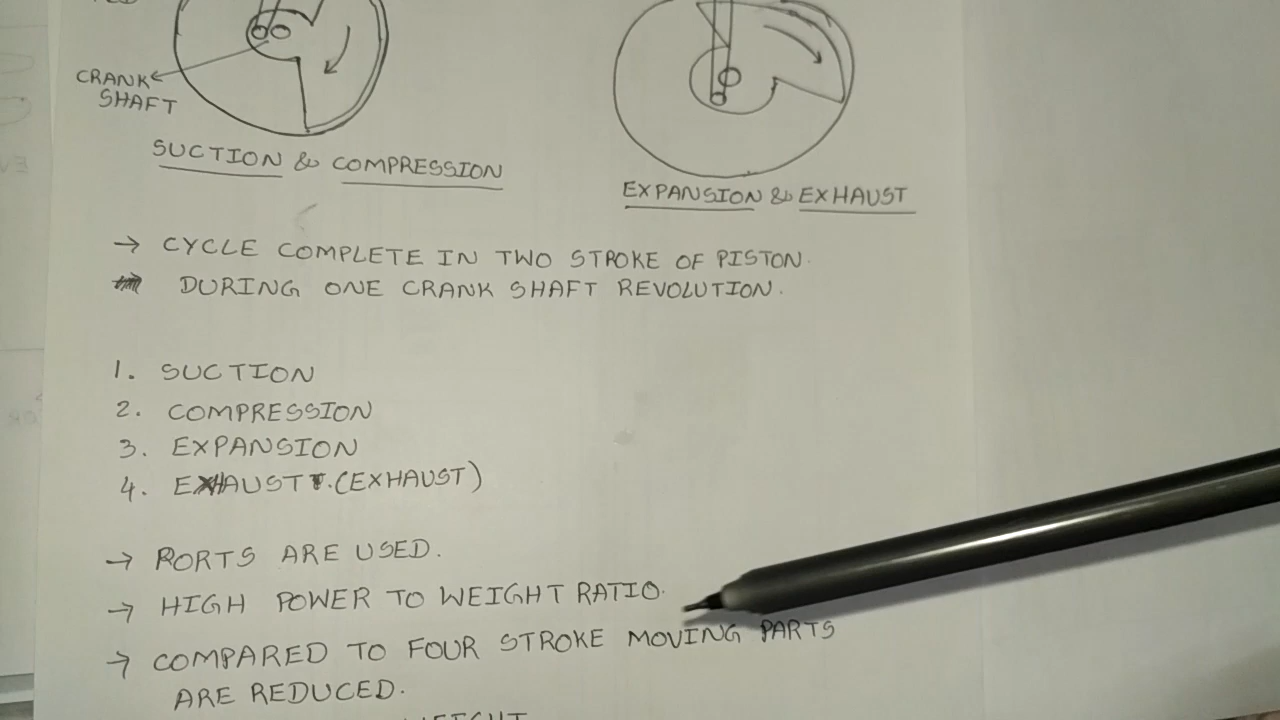 CRANK
SHAFT
SUCTION & COMPRESSION
EXPANSION & EXHAUST
→ CYCLE COMPLETE IN TWO STROKE OF PISTON.
DURING ONE CRANK SHAFT REVOLUTION.
1. SUCTION
2. COMPRESSION
3. EXPANSION
4. EXHAUST. (EXHAUST)
→ PORTS ARE USED.
→ HIGH POWER TO WEIGHT RATIO.
→ COMPARED TO FOUR STROKE MOVING PARTS
ARE REDUCED.
WEIGHT